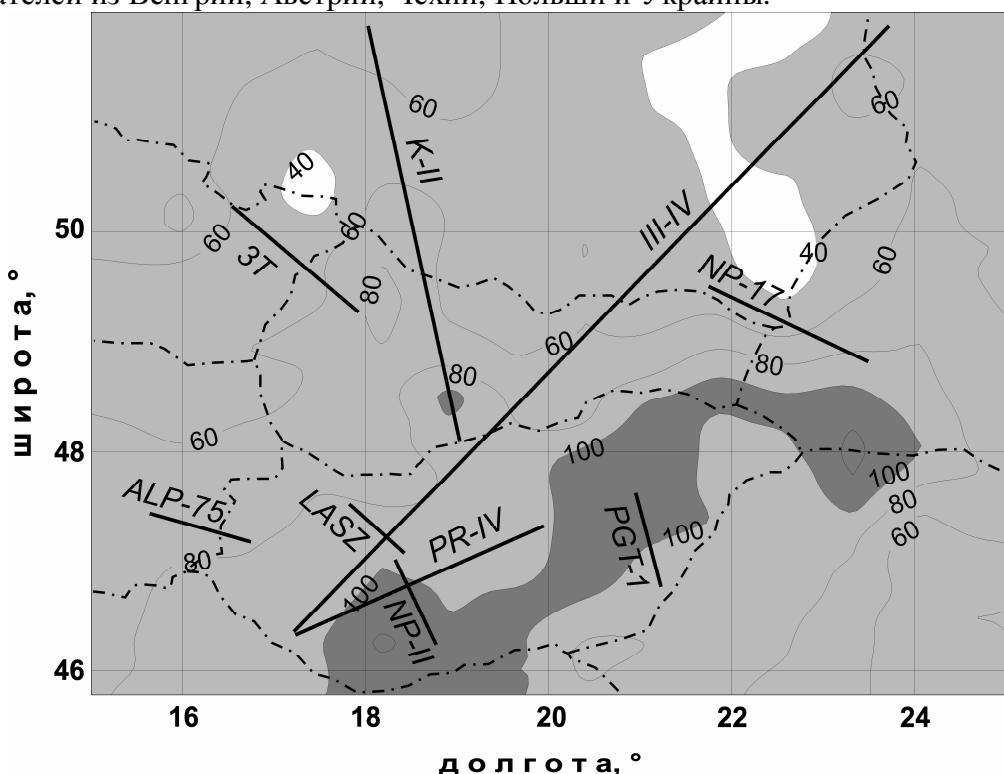 ателей из Венгрии, Австрии, Чехии, Польши и Украины.
60
60
40
K-II
III-IV
50
60
60
3T
80
40
60
NP-17
60
80
80
широта, °
60
48
100
100
80
60
ALP-75
LASZ
PR-IV
PGT-1
100
80
100
NP-II
46
16
18
20
22
24
долгота, °